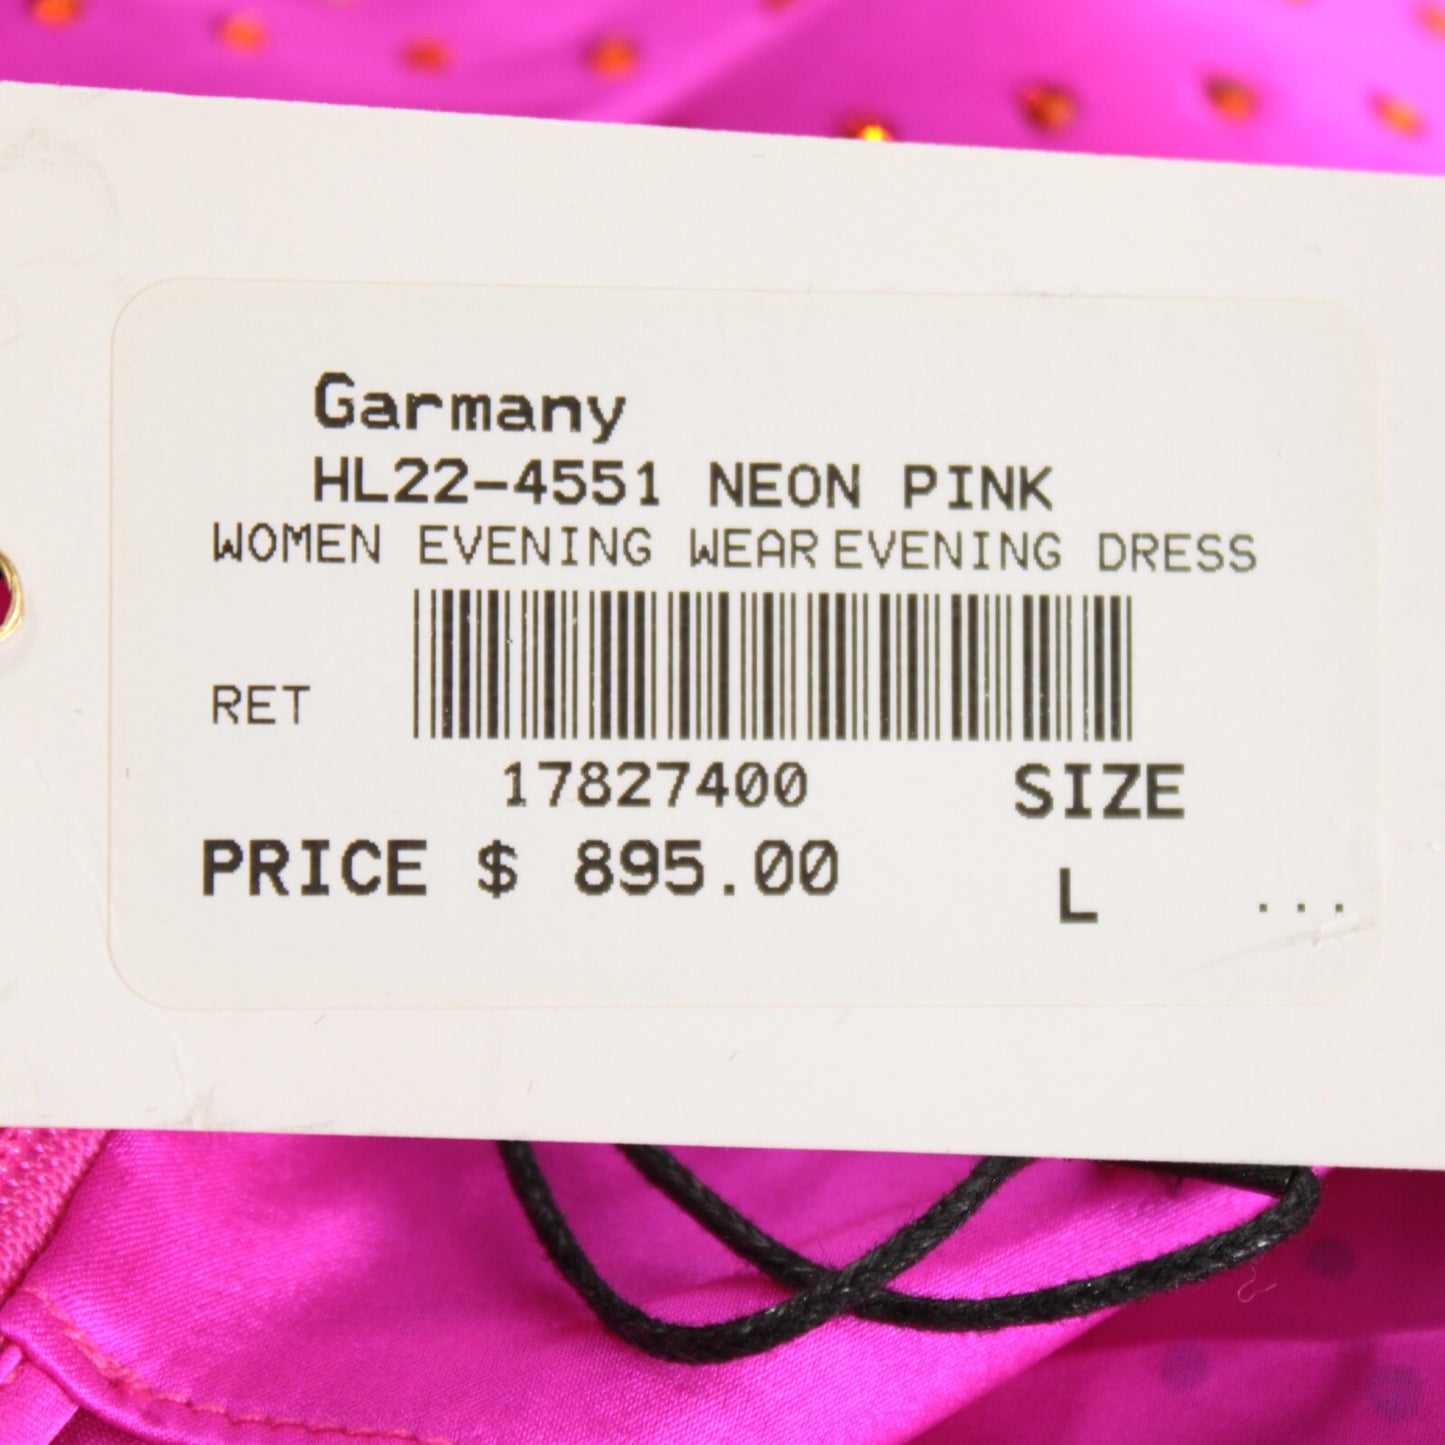 Garmany
HL22-4551 NEON PINK
WOMEN EVENING WEAR EVENING DRESS
RET
17827400 SIZE
PRICE $ 895.00 L ...